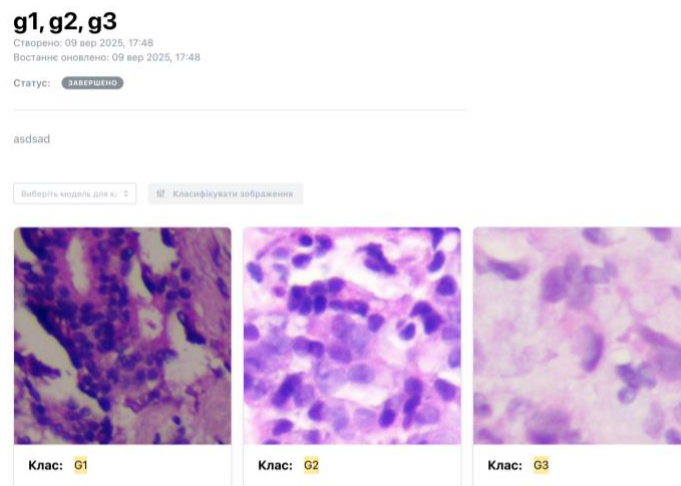 g1, g2, g3
Створено: 09 вер 2025, 17:48
Востаннє оновлено: 09 вер 2025, 17:48
Статус: ЗАВЕРШЕНО
asdsad
Виберіть модель для к. Класифікувати зображення
Клас: G1 Клас: G2 Клас: G3